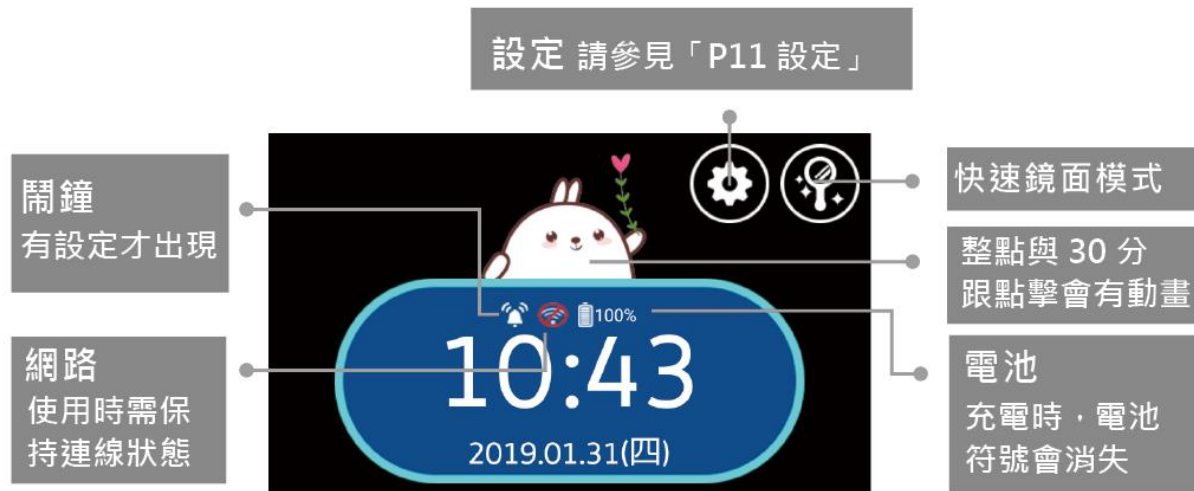 設定 請參見「P11 設定」
鬧鐘
有設定才出現
快速鏡面模式
整點與 30 分
跟點擊會有動畫
100%
10:43
2019.01.31(四)
網路
使用時需保
持連線狀態
電池
充電時,電池
符號會消失